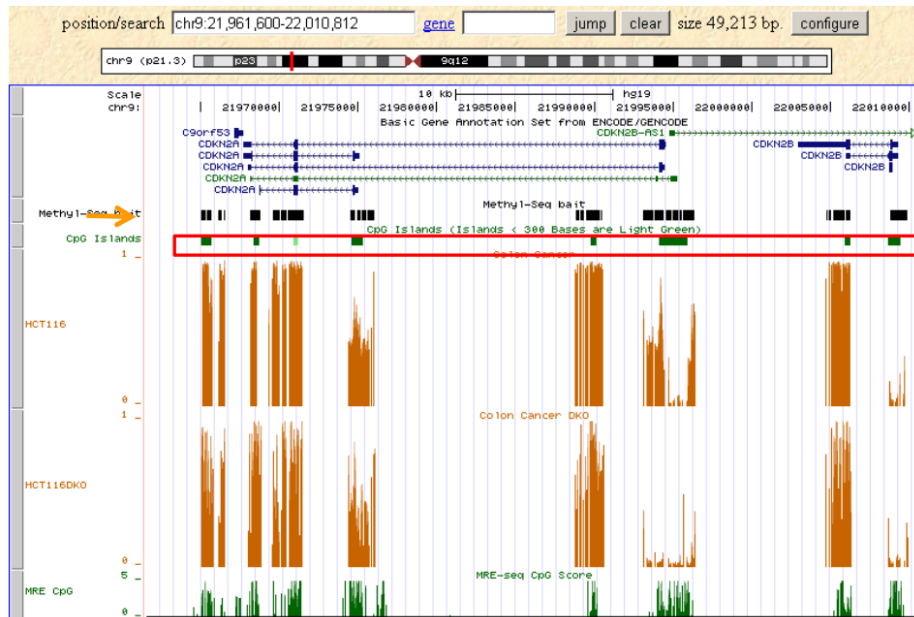 position/search chr9:21,961,600-22,010,812 gene jump clear size 49,213 bp. configure
chr9 (p21.3) p23 9q12
Scale 10 kb hg19
chr9: 21970000 21975000 21980000 21985000 21990000 21995000 22000000 22005000 22010000
Basic Gene Annotation Set from ENCODE/GENCODE
C9orf53 CDKN2B-AS1
CDKN2A CDKN2B
CDKN2A CDKN2B
CDKN2A CDKN2B
CDKN2A
CDKN2A
Methyl-Seq bait
Methyl-Seq bait
CpG Islands (Islands < 300 Bases are Light Green)
CpG Islands
Colon Cancer
1 _
HCT116
0 _
Colon Cancer DKO
1 _
HCT116DKO
0 _
MRE-seq CpG Score
5 _
MRE CpG
0 _